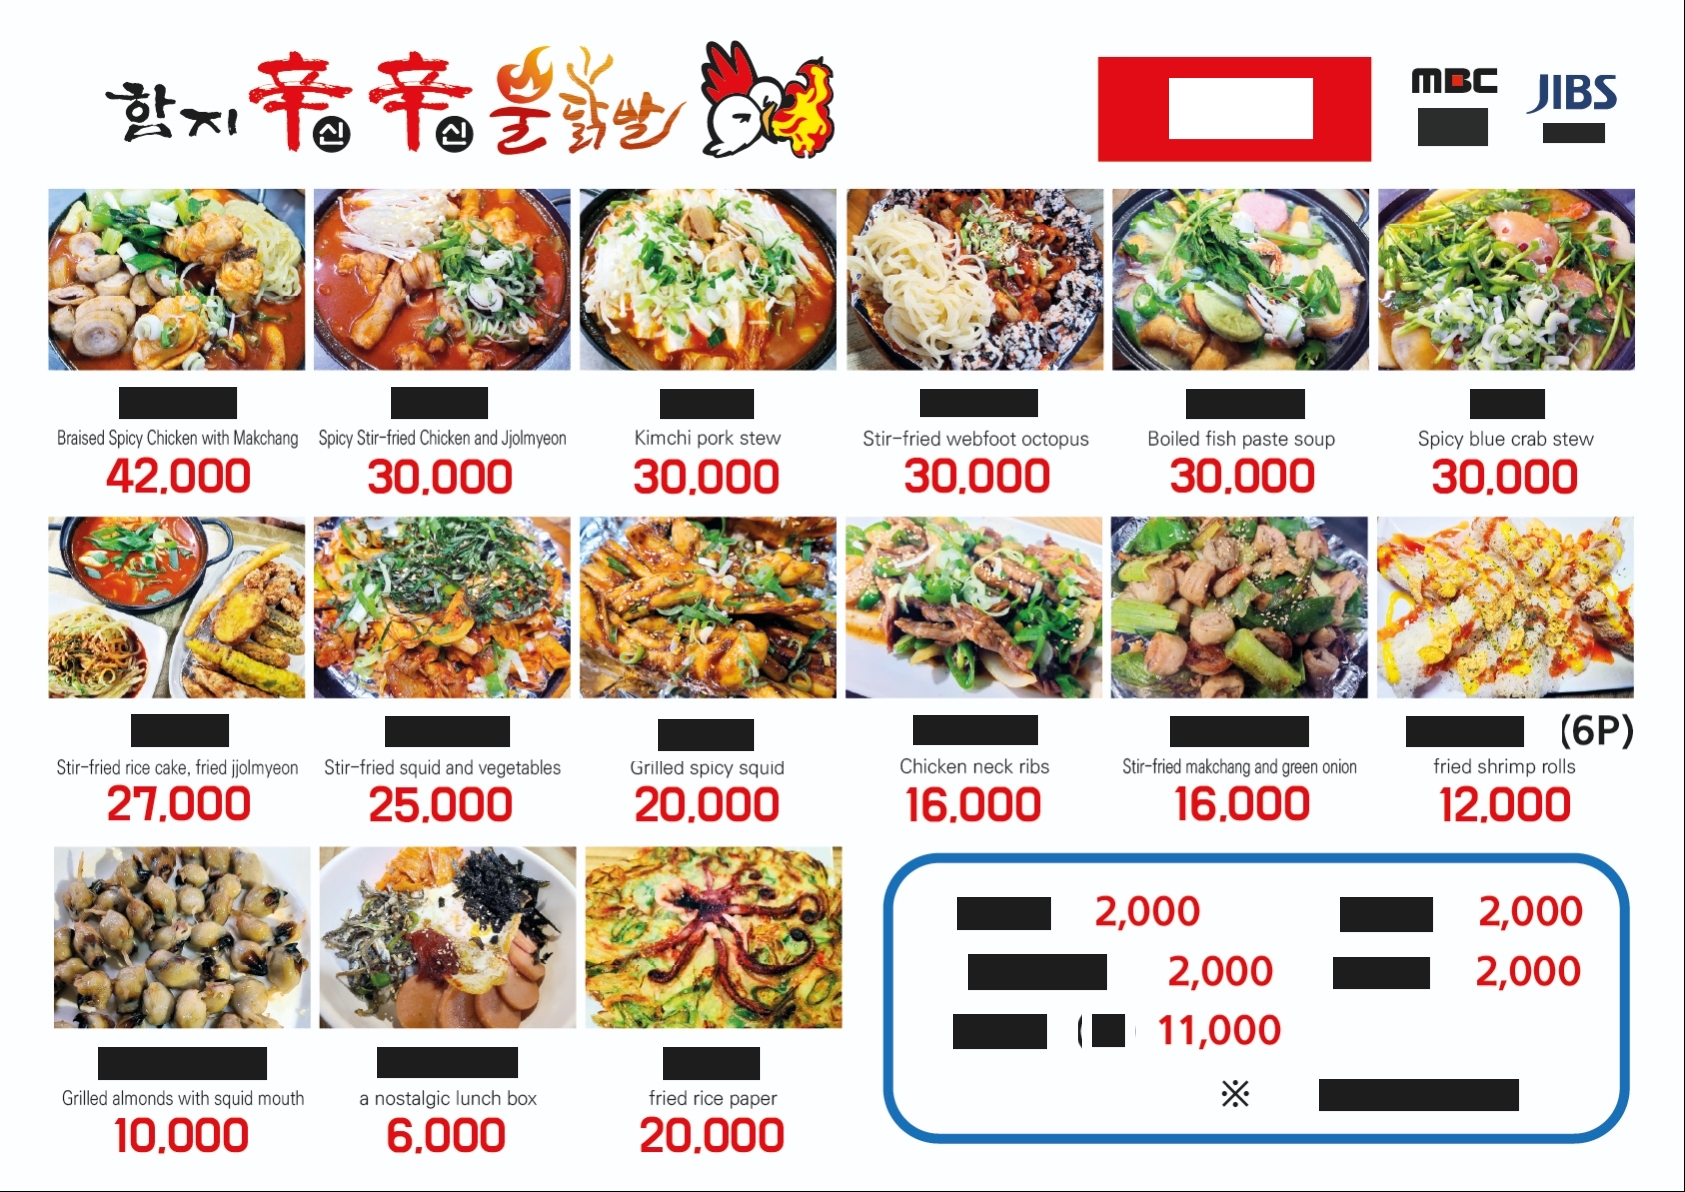 함지 辛신 辛신 불닭발
MBC
JIBS
Braised Spicy Chicken with Makchang
42,000
Spicy Stir-fried Chicken and Jjolmyeon
30,000
Kimchi pork stew
30,000
Stir-fried webfoot octopus
30,000
Boiled fish paste soup
30,000
Spicy blue crab stew
30,000
Stir-fried rice cake, fried jjolmyeon
27,000
Stir-fried squid and vegetables
25,000
Grilled spicy squid
20,000
Chicken neck ribs
16,000
Stir-fried makchang and green onion
16,000
(6P)
fried shrimp rolls
12,000
Grilled almonds with squid mouth
10,000
a nostalgic lunch box
6,000
fried rice paper
20,000
2,000 2,000
2,000 2,000
( 11,000
※